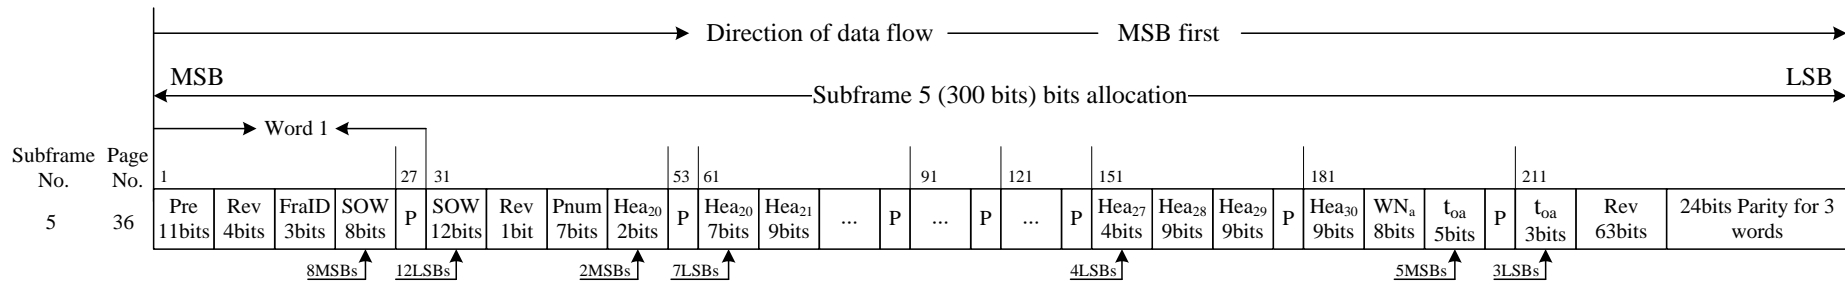 Direction of data flow MSB first
MSB LSB
Subframe 5 (300 bits) bits allocation
Word 1
Subframe Page
No. No.
1 27 31 53 61 91 121 151 181 211
5 36
Pre Rev FraID SOW P SOW Rev Pnum Hea20 P Hea20 Hea21 ... P ... P ... P Hea27 Hea28 Hea29 P Hea30 WNa toa P toa Rev 24bits Parity for 3
11bits 4bits 3bits 8bits 12bits 1bit 7bits 2bits 7bits 9bits 4bits 9bits 9bits 9bits 8bits 5bits 3bits 63bits words
8MSBs 12LSBs 2MSBs 7LSBs 4LSBs 5MSBs 3LSBs